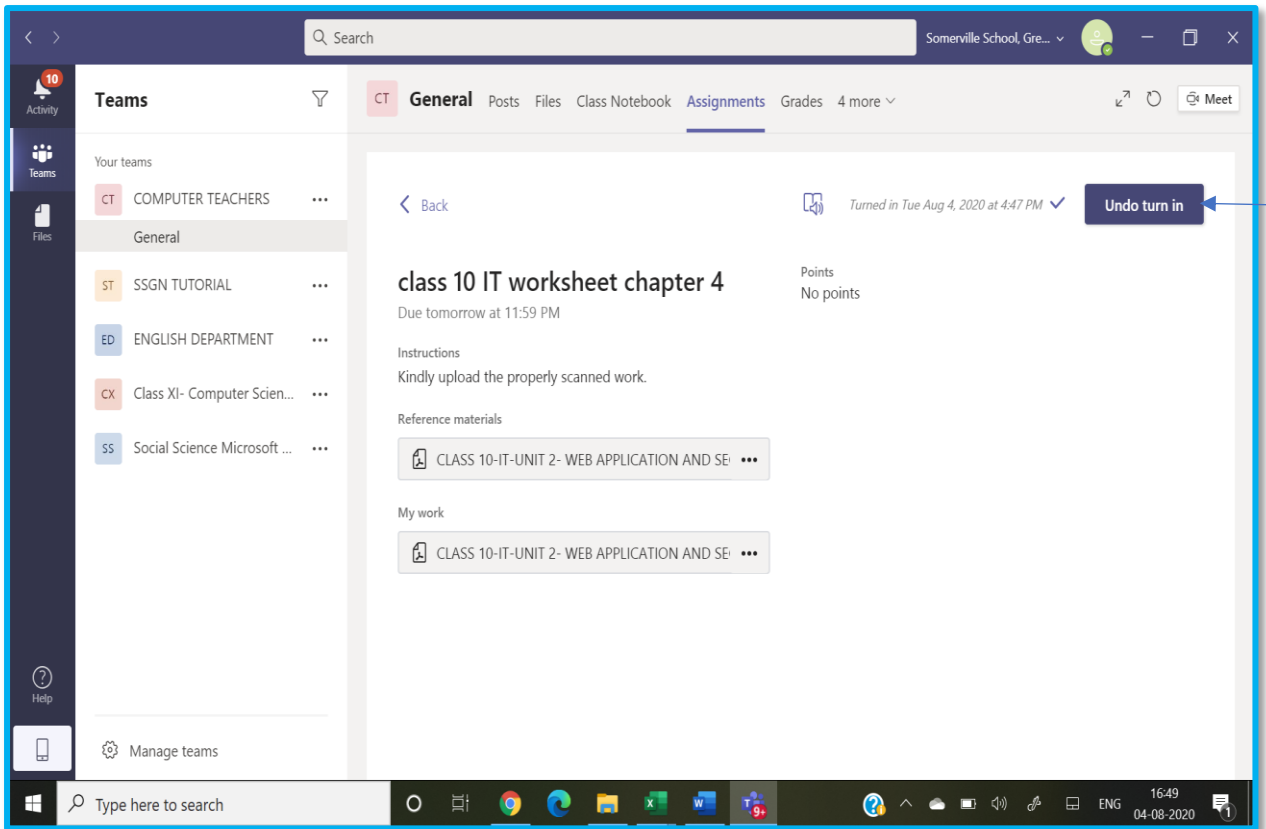 Search
Somerville School, Gre...
10
Activity
Teams
Files
Help
Teams
Your teams
CT COMPUTER TEACHERS ...
General
ST SSGN TUTORIAL ...
ED ENGLISH DEPARTMENT ...
CX Class XI- Computer Scien... ...
SS Social Science Microsoft ... ...
Manage teams
CT General Posts Files Class Notebook Assignments Grades 4 more
Meet
Back
Turned in Tue Aug 4, 2020 at 4:47 PM
Undo turn in
class 10 IT worksheet chapter 4
Due tomorrow at 11:59 PM
Points
No points
Instructions
Kindly upload the properly scanned work.
Reference materials
CLASS 10-IT-UNIT 2- WEB APPLICATION AND SE ...
My work
CLASS 10-IT-UNIT 2- WEB APPLICATION AND SE ...
Type here to search
9+
ENG
16:49
04-08-2020
1